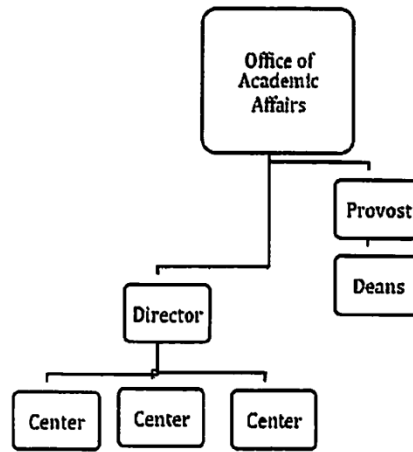 Office of
Academic
Affairs
Provost
Deans
Director
Center
Center
Center